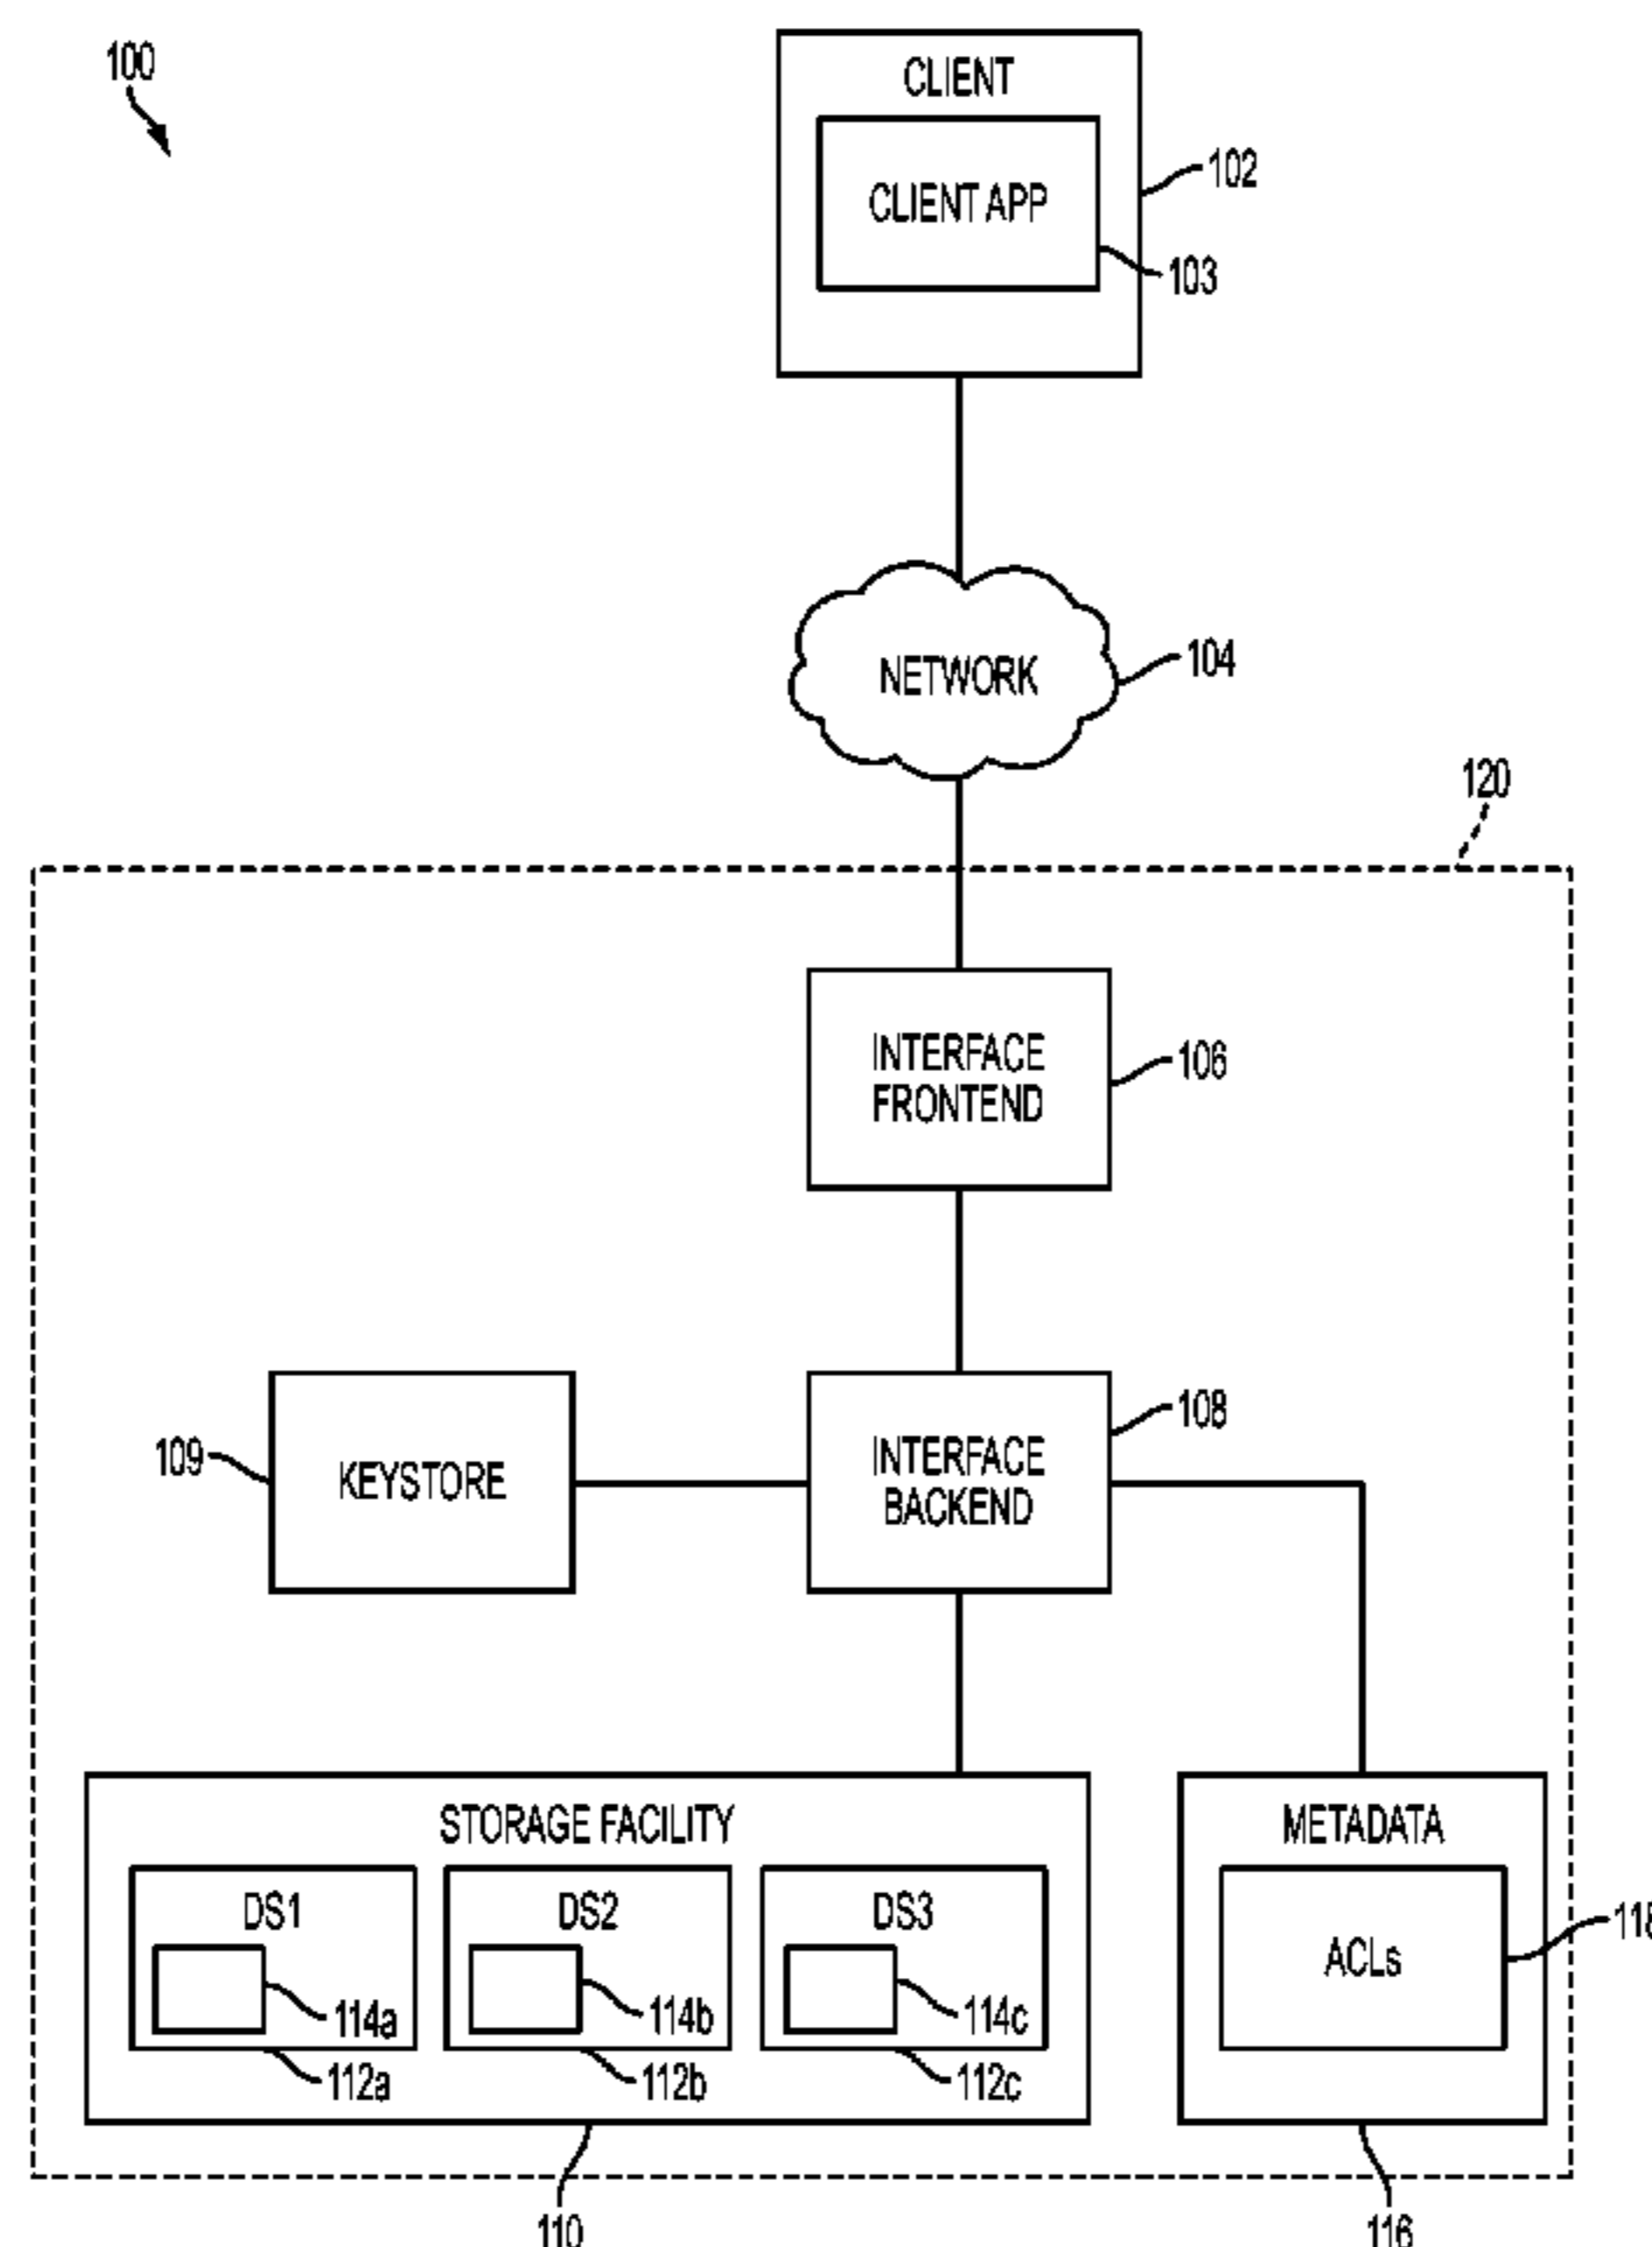 100
CLIENT
CLIENT APP
102
103
NETWORK
104
120
INTERFACE
FRONTEND
106
109
KEYSTORE
INTERFACE
BACKEND
108
STORAGE FACILITY
DS1
114a
112a
DS2
114b
112b
DS3
114c
112c
METADATA
ACLs
118
110
116